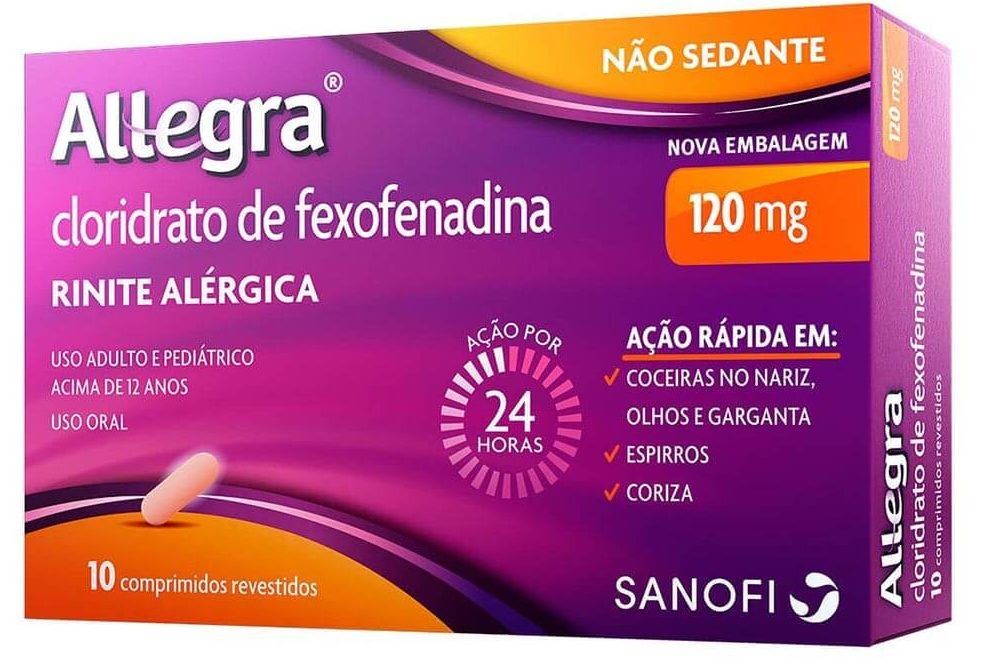 NÃO SEDANTE
Allegra®
NOVA EMBALAGEM
120 mg
cloridrato de fexofenadina
RINITE ALÉRGICA
USO ADULTO E PEDIÁTRICO
ACIMA DE 12 ANOS
USO ORAL
AÇÃO POR
24
HORAS
AÇÃO RÁPIDA EM:
COCEIRAS NO NARIZ,
OLHOS E GARGANTA
ESPIRROS
CORIZA
10 comprimidos revestidos
SANOFI
120 mg
Allegra
cloridrato de fexofenadina
10 comprimidos revestidos